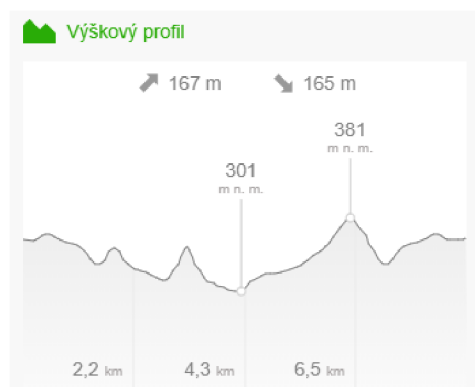 Výškový profil
167 m 165 m
381
m n. m.
301
m n. m.
2,2 km 4,3 km 6,5 km